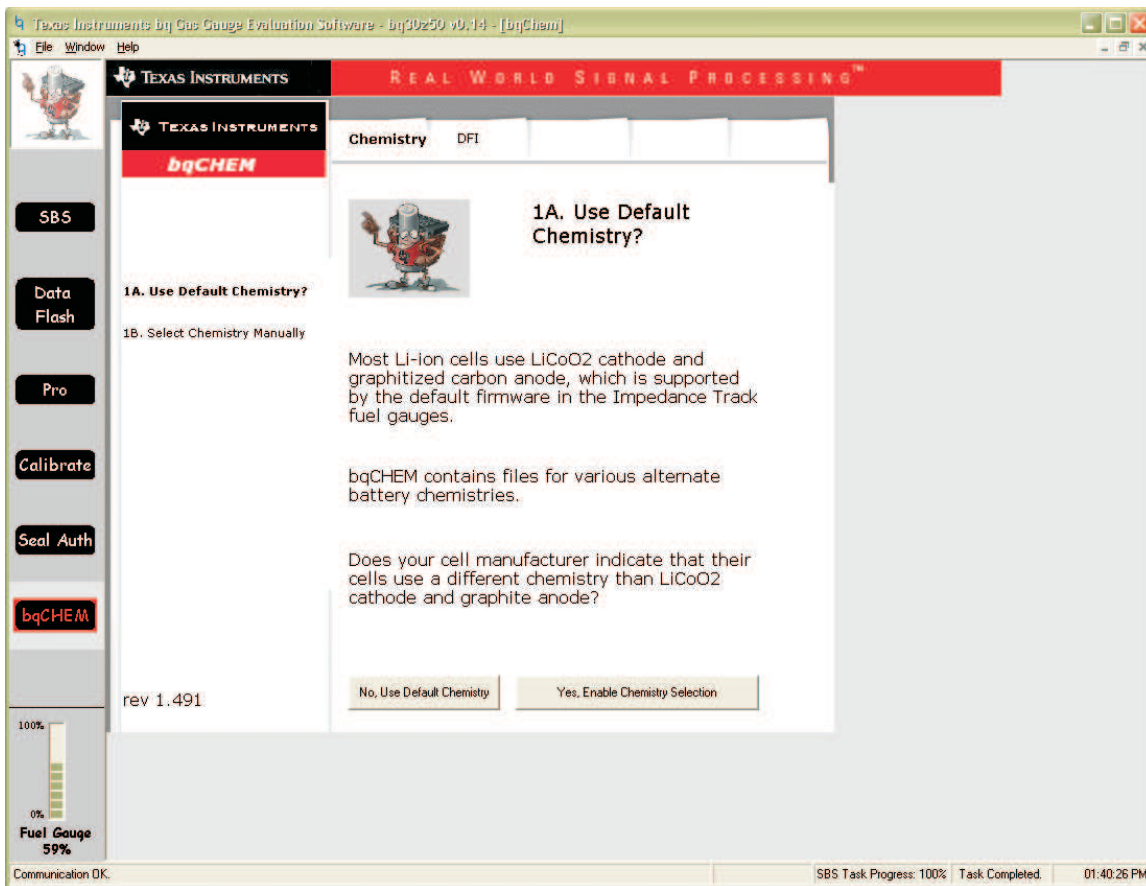 Texas Instruments bq Gas Gauge Evaluation Software - bq30z50 v0.14 - [bqChem]
File Window Help
TEXAS INSTRUMENTS
REAL WORLD SIGNAL PROCESSING™
TEXAS INSTRUMENTS
bqCHEM
Chemistry
DFI
SBS
Data
Flash
Pro
Calibrate
Seal Auth
bqCHEM
1A. Use Default Chemistry?
1B. Select Chemistry Manually
rev 1.491
1A. Use Default
Chemistry?
Most Li-ion cells use LiCoO2 cathode and
graphitized carbon anode, which is supported
by the default firmware in the Impedance Track
fuel gauges.
bqCHEM contains files for various alternate
battery chemistries.
Does your cell manufacturer indicate that their
cells use a different chemistry than LiCoO2
cathode and graphite anode?
No, Use Default Chemistry
Yes, Enable Chemistry Selection
100%
0%
Fuel Gauge
59%
Communication OK.
SBS Task Progress: 100%
Task Completed.
01:40:26 PM